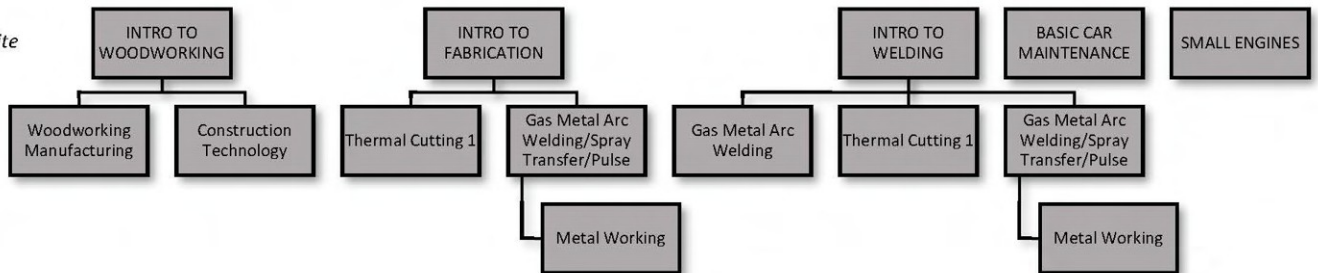 ite
INTRO TO
WOODWORKING
INTRO TO
FABRICATION
INTRO TO
WELDING
BASIC CAR
MAINTENANCE
SMALL ENGINES
Woodworking
Manufacturing
Construction
Technology
Thermal Cutting 1
Gas Metal Arc
Welding/Spray
Transfer/Pulse
Gas Metal Arc
Welding
Thermal Cutting 1
Gas Metal Arc
Welding/Spray
Transfer/Pulse
Metal Working
Metal Working